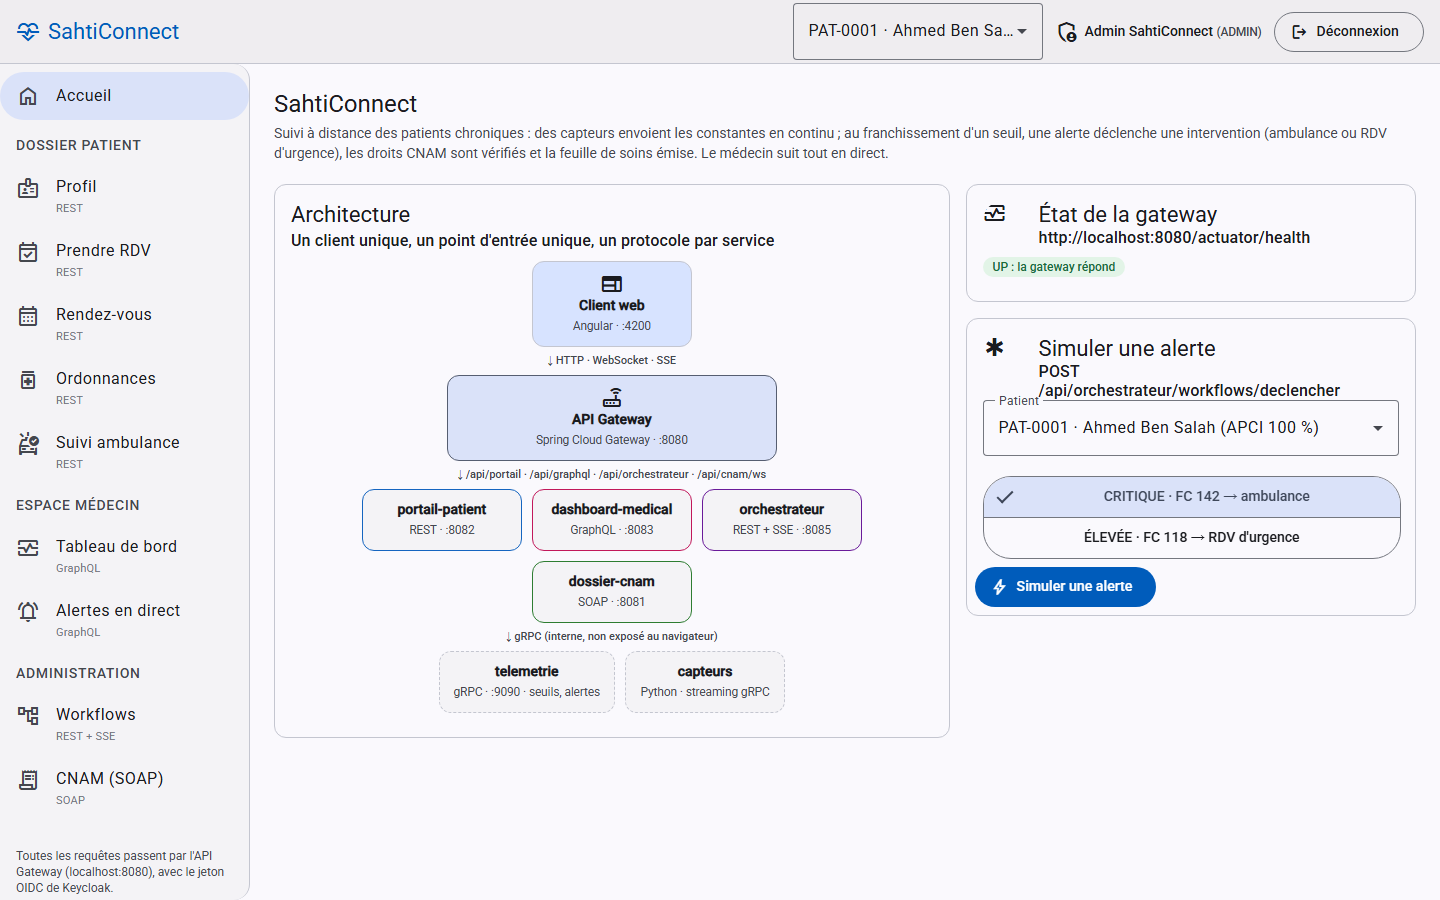 SahtiConnect
PAT-0001 · Ahmed Ben Sa...
Admin SahtiConnect (ADMIN)
Déconnexion
Accueil
DOSSIER PATIENT
Profil
REST
Prendre RDV
REST
Rendez-vous
REST
Ordonnances
REST
Suivi ambulance
REST
ESPACE MÉDECIN
Tableau de bord
GraphQL
Alertes en direct
GraphQL
ADMINISTRATION
Workflows
REST + SSE
CNAM (SOAP)
SOAP
Toutes les requêtes passent par l'API
Gateway (localhost:8080), avec le jeton
OIDC de Keycloak.
SahtiConnect
Suivi à distance des patients chroniques : des capteurs envoient les constantes en continu ; au franchissement d'un seuil, une alerte déclenche une intervention (ambulance ou RDV
d'urgence), les droits CNAM sont vérifiés et la feuille de soins émise. Le médecin suit tout en direct.
Architecture
Un client unique, un point d'entrée unique, un protocole par service
Client web
Angular · :4200
↓ HTTP · WebSocket · SSE
API Gateway
Spring Cloud Gateway · :8080
↓ /api/portail · /api/graphql · /api/orchestrateur · /api/cnam/ws
portail-patient
REST · :8082
dashboard-medical
GraphQL · :8083
orchestrateur
REST + SSE · :8085
dossier-cnam
SOAP · :8081
↓ gRPC (interne, non exposé au navigateur)
telemetrie
gRPC · :9090 · seuils, alertes
capteurs
Python · streaming gRPC
État de la gateway
http://localhost:8080/actuator/health
UP : la gateway répond
Simuler une alerte
POST
/api/orchestrateur/workflows/declencher
Patient
PAT-0001 · Ahmed Ben Salah (APCI 100 %)
CRITIQUE · FC 142 → ambulance
ÉLEVÉE · FC 118 → RDV d'urgence
Simuler une alerte